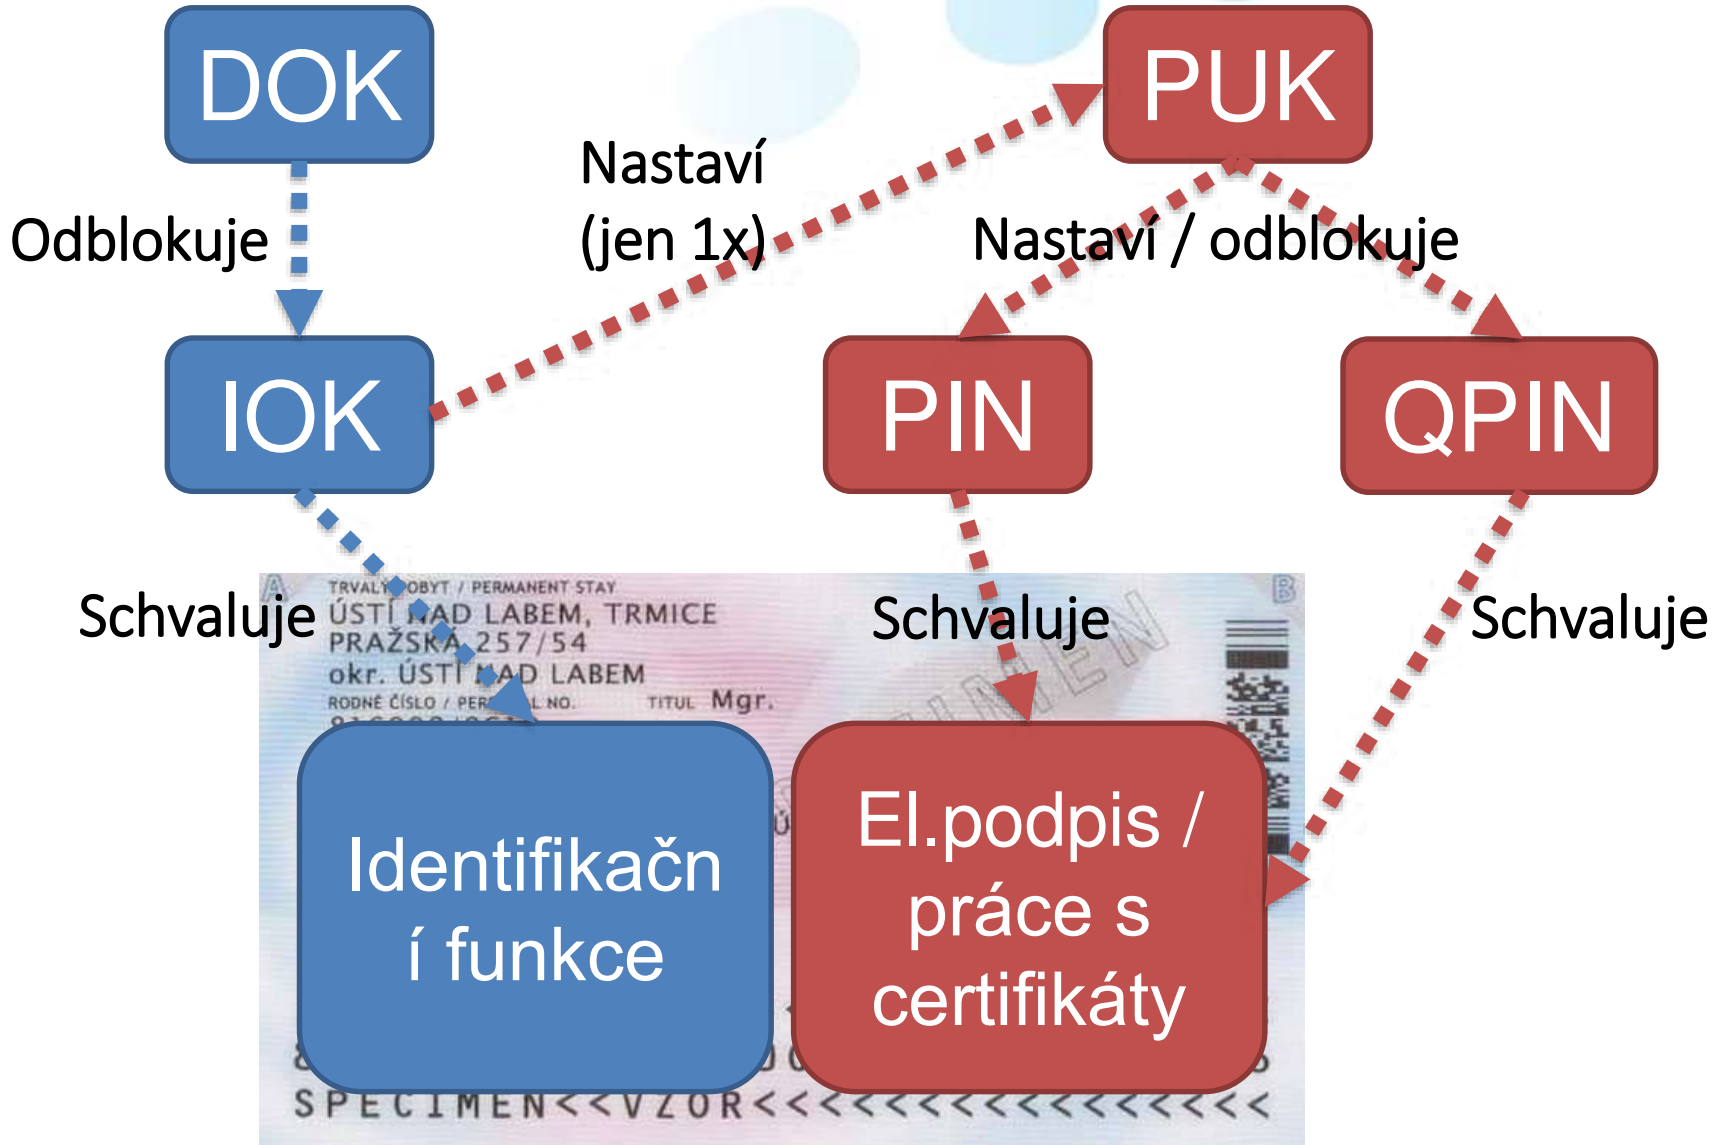 DOK
PUK
Nastaví
(jen 1x)
Odblokuje
Nastaví / odblokuje
IOK
PIN
QPIN
A
B
TRVALÝ POBYT / PERMANENT STAY
ÚSTÍ NAD LABEM, TRMICE
PRAŽSKÁ 257/54
okr. ÚSTÍ NAD LABEM
RODNÉ ČÍSLO / PERSONAL NO.
TITUL Mgr.
Schvaluje
Schvaluje
Schvaluje
Identifikačn
í funkce
El.podpis /
práce s
certifikáty
SPECIMEN<<VZOR<<<<<<<<<<<<<<<<